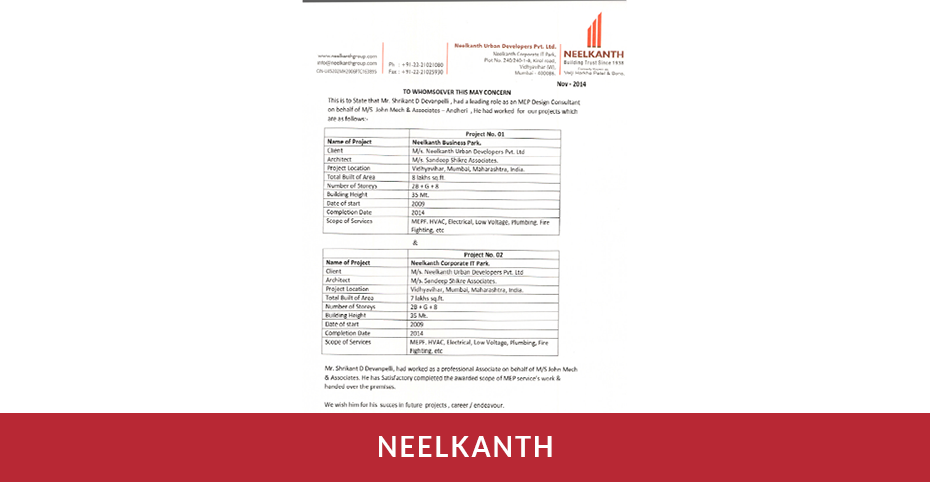 Neelkanth Urban Developers Pvt. Ltd.
Neelkanth Corporate IT Park,
Plot No. 240/240-1-8, Kirol road,
Vidhyavihar (W),
Mumbai - 400086.
www.neelkanthgroup.com
info@neelkanthgroup.com
Ph. : +91-22-21021080
Fax : +91-22-21025930
NEELKANTH
Building Trust Since 1938
Nov - 2014
TO WHOMSOEVER THIS MAY CONCERN
This is to State that Mr. Shrikant D Devanpelli , had a leading role as an MEP Design Consultant
on behalf of M/S John Mech & Associates – Andheri , He had worked for our projects which
are as follows:-
Project No. 01
Name of Project Neelkanth Business Park.
Client M/s. Neelkanth Urban Developers Pvt. Ltd
Architect M/s. Sandeep Shikre Associates.
Project Location Vidhyavihar, Mumbai, Maharashtra, India.
Total Built of Area 8 lakhs sq.ft.
Number of Storeys 2B + G + 8
Building Height 35 Mt.
Date of start 2009
Completion Date 2014
Scope of Services MEPF, HVAC, Electrical, Low Voltage, Plumbing, Fire
Fighting, etc
&
Project No. 02
Name of Project Neelkanth Corporate IT Park.
Client M/s. Neelkanth Urban Developers Pvt. Ltd
Architect M/s. Sandeep Shikre Associates.
Project Location Vidhyavihar, Mumbai, Maharashtra, India.
Total Built of Area 7 lakhs sq.ft.
Number of Storeys 2B + G + 8
Building Height 35 Mt.
Date of start 2009
Completion Date 2014
Scope of Services MEPF, HVAC, Electrical, Low Voltage, Plumbing, Fire
Fighting, etc
Mr. Shrikant D Devanpelli, had worked as a professional Associate on behalf of M/S John Mech
& Associates. He has Satisfactory completed the awarded scope of MEP service's work &
handed over the premises.
We wish him for his succes in future projects , career / endeavour.
NEELKANTH